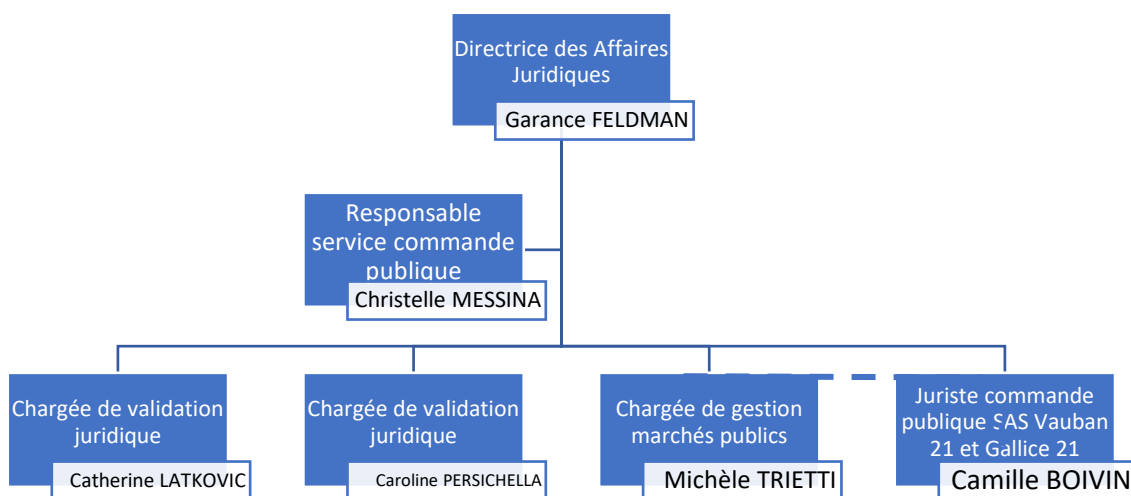 Directrice des Affaires
Juridiques
Garance FELDMAN
Responsable
service commande
publique
Christelle MESSINA
Chargée de validation
juridique
Catherine LATKOVIC
Chargée de validation
juridique
Caroline PERSICHELLA
Chargée de gestion
marchés publics
Michèle TRIETTI
Juriste commande
publique SAS Vauban
21 et Gallice 21
Camille BOIVIN